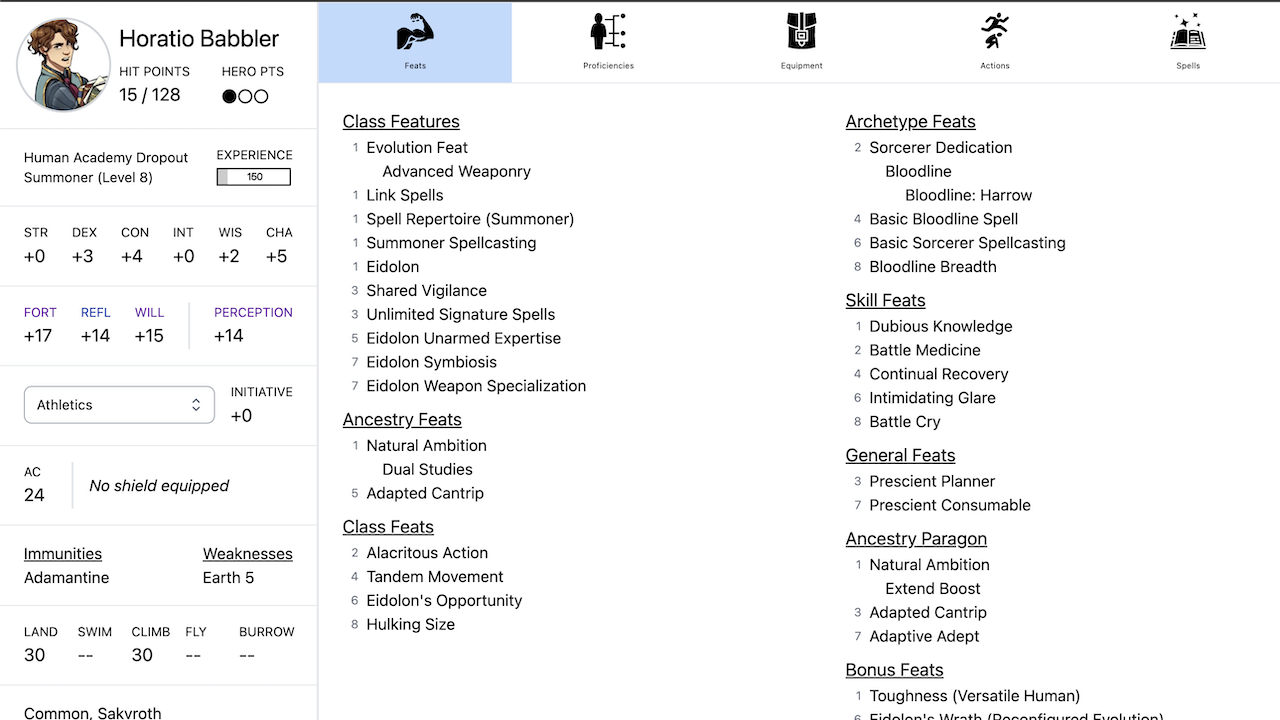 Horatio Babbler
HIT POINTS HERO PTS
15 / 128
Human Academy Dropout
Summoner (Level 8)
EXPERIENCE
150
STR DEX CON INT WIS CHA
+0 +3 +4 +0 +2 +5
FORT REFL WILL PERCEPTION
+17 +14 +15 +14
Athletics
INITIATIVE
+0
AC
24
No shield equipped
Immunities Weaknesses
Adamantine Earth 5
LAND SWIM CLIMB FLY BURROW
30 -- 30 -- --
Common, Sakvroth
Feats Proficiencies Equipment Actions Spells
Class Features
1 Evolution Feat
Advanced Weaponry
1 Link Spells
1 Spell Repertoire (Summoner)
1 Summoner Spellcasting
1 Eidolon
3 Shared Vigilance
3 Unlimited Signature Spells
5 Eidolon Unarmed Expertise
7 Eidolon Symbiosis
7 Eidolon Weapon Specialization
Ancestry Feats
1 Natural Ambition
Dual Studies
5 Adapted Cantrip
Class Feats
2 Alacritous Action
4 Tandem Movement
6 Eidolon's Opportunity
8 Hulking Size
Archetype Feats
2 Sorcerer Dedication
Bloodline
Bloodline: Harrow
4 Basic Bloodline Spell
6 Basic Sorcerer Spellcasting
8 Bloodline Breadth
Skill Feats
1 Dubious Knowledge
2 Battle Medicine
4 Continual Recovery
6 Intimidating Glare
8 Battle Cry
General Feats
3 Prescient Planner
7 Prescient Consumable
Ancestry Paragon
1 Natural Ambition
Extend Boost
3 Adapted Cantrip
7 Adaptive Adept
Bonus Feats
1 Toughness (Versatile Human)
6 Eidolon's Wrath (Reconfigured Evolution)